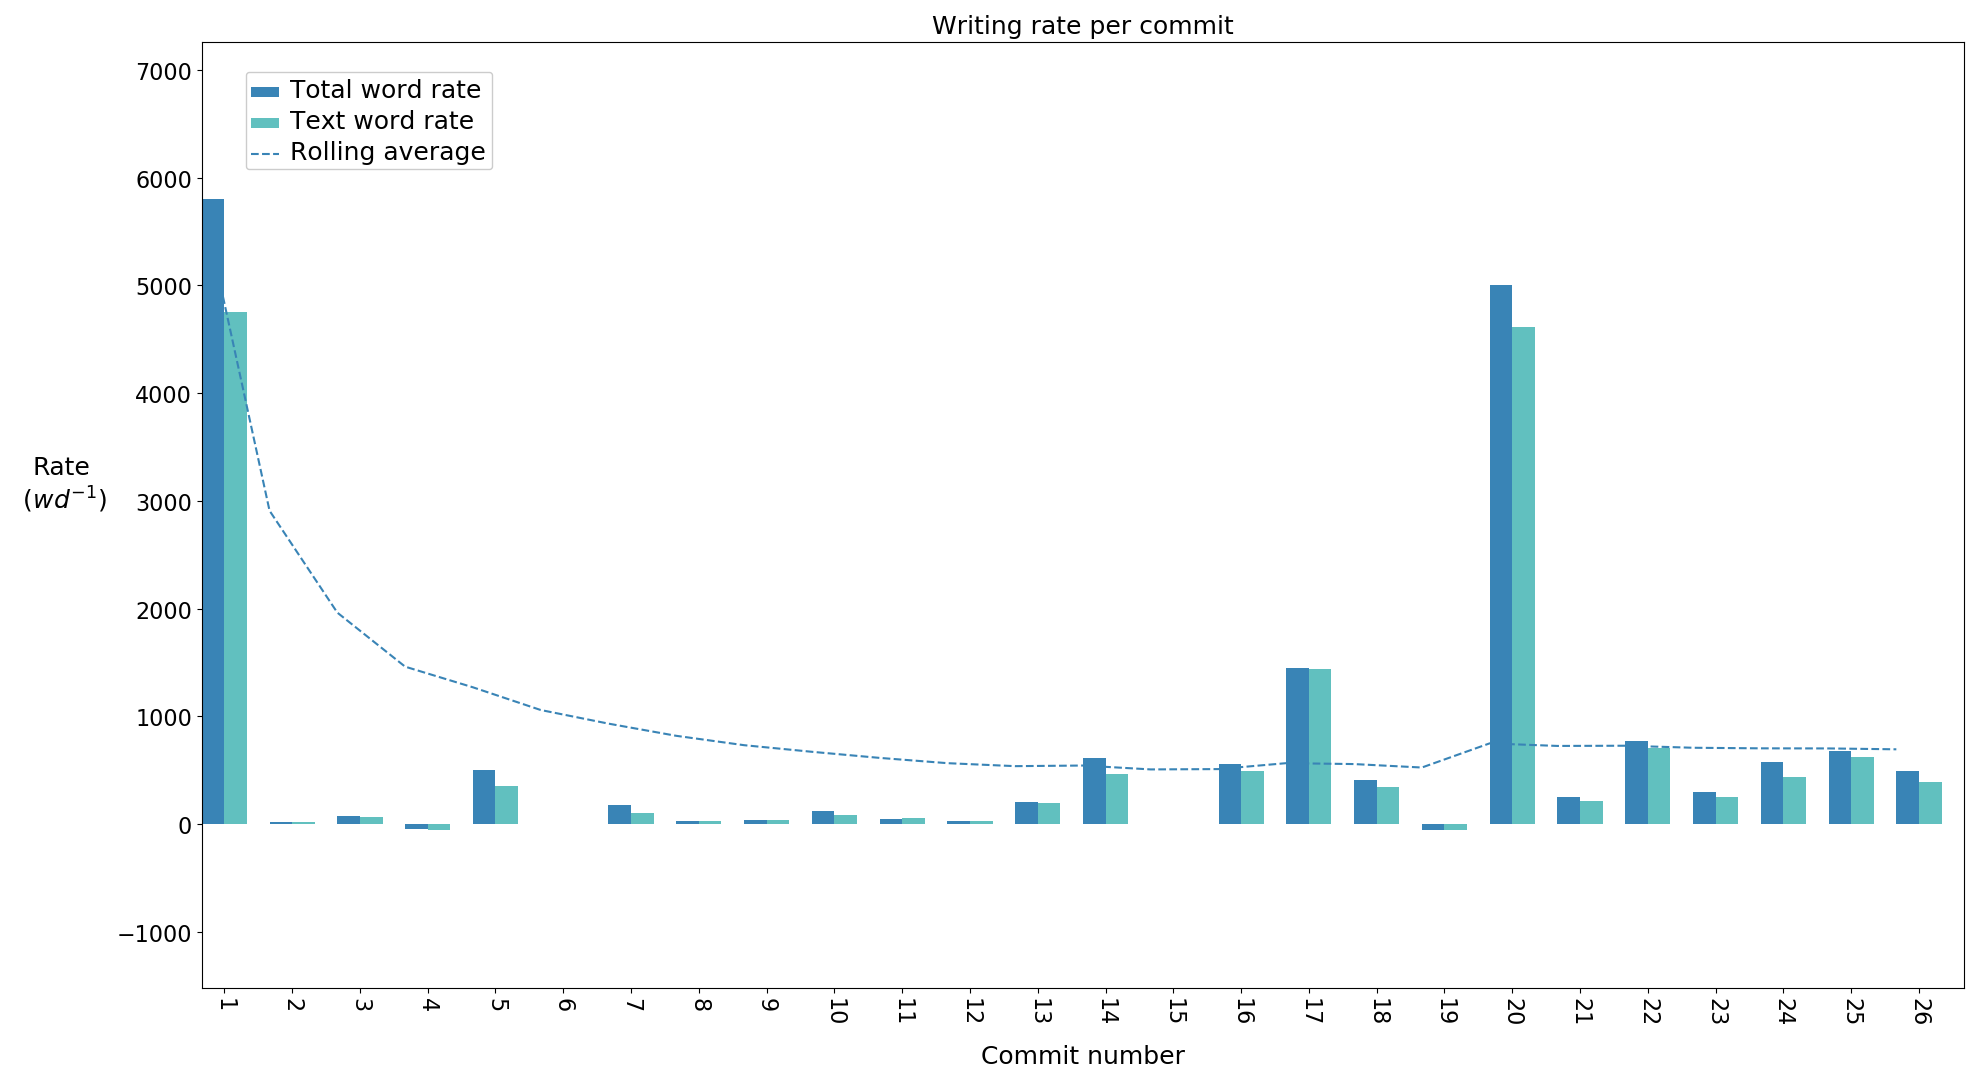 Writing rate per commit
7000
6000
5000
4000
3000
2000
1000
0
−1000
Total word rate
Text word rate
Rolling average
Rate
(wd⁻¹)
1 2 3 4 5 6 7 8 9 10 11 12 13 14 15 16 17 18 19 20 21 22 23 24 25 26
Commit number